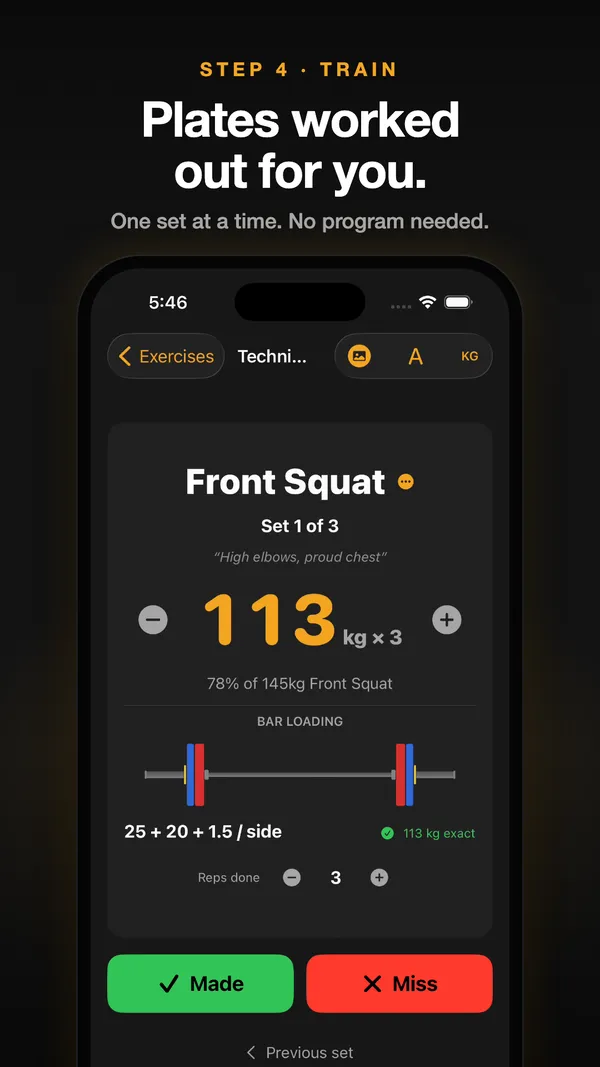 STEP 4 · TRAIN
Plates worked
out for you.
One set at a time. No program needed.
5:46
Exercises Techni... A KG
Front Squat
Set 1 of 3
“High elbows, proud chest”
113 kg × 3
78% of 145kg Front Squat
BAR LOADING
25 + 20 + 1.5 / side 113 kg exact
Reps done 3
Made Miss
Previous set